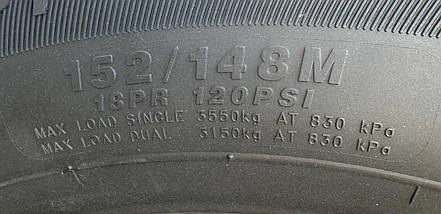 152/148M
16PR 120PSI
MAX LOAD SINGLE 3550kg AT 830 kPa
MAX LOAD DUAL 3150kg AT 830 kPa